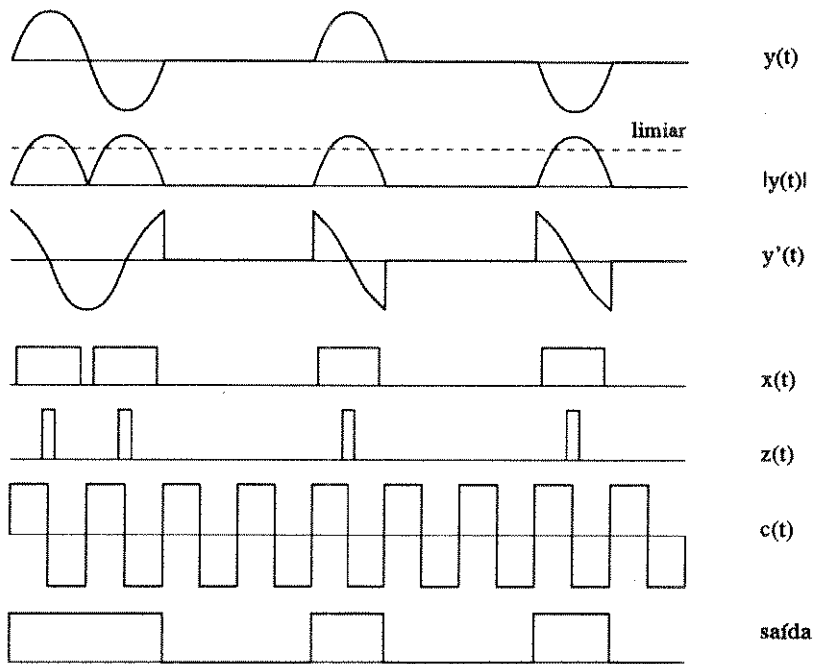 y(t)
limiar
|y(t)|
y'(t)
x(t)
z(t)
c(t)
saída